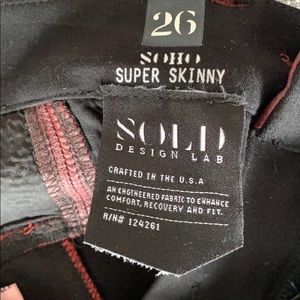 26
SOHO
SUPER SKINNY
SOLD
DESIGN LAB
CRAFTED IN THE U.S.A
AN ENGINEERED FABRIC TO ENHANCE
COMFORT, RECOVERY AND FIT.
R/N# 124261